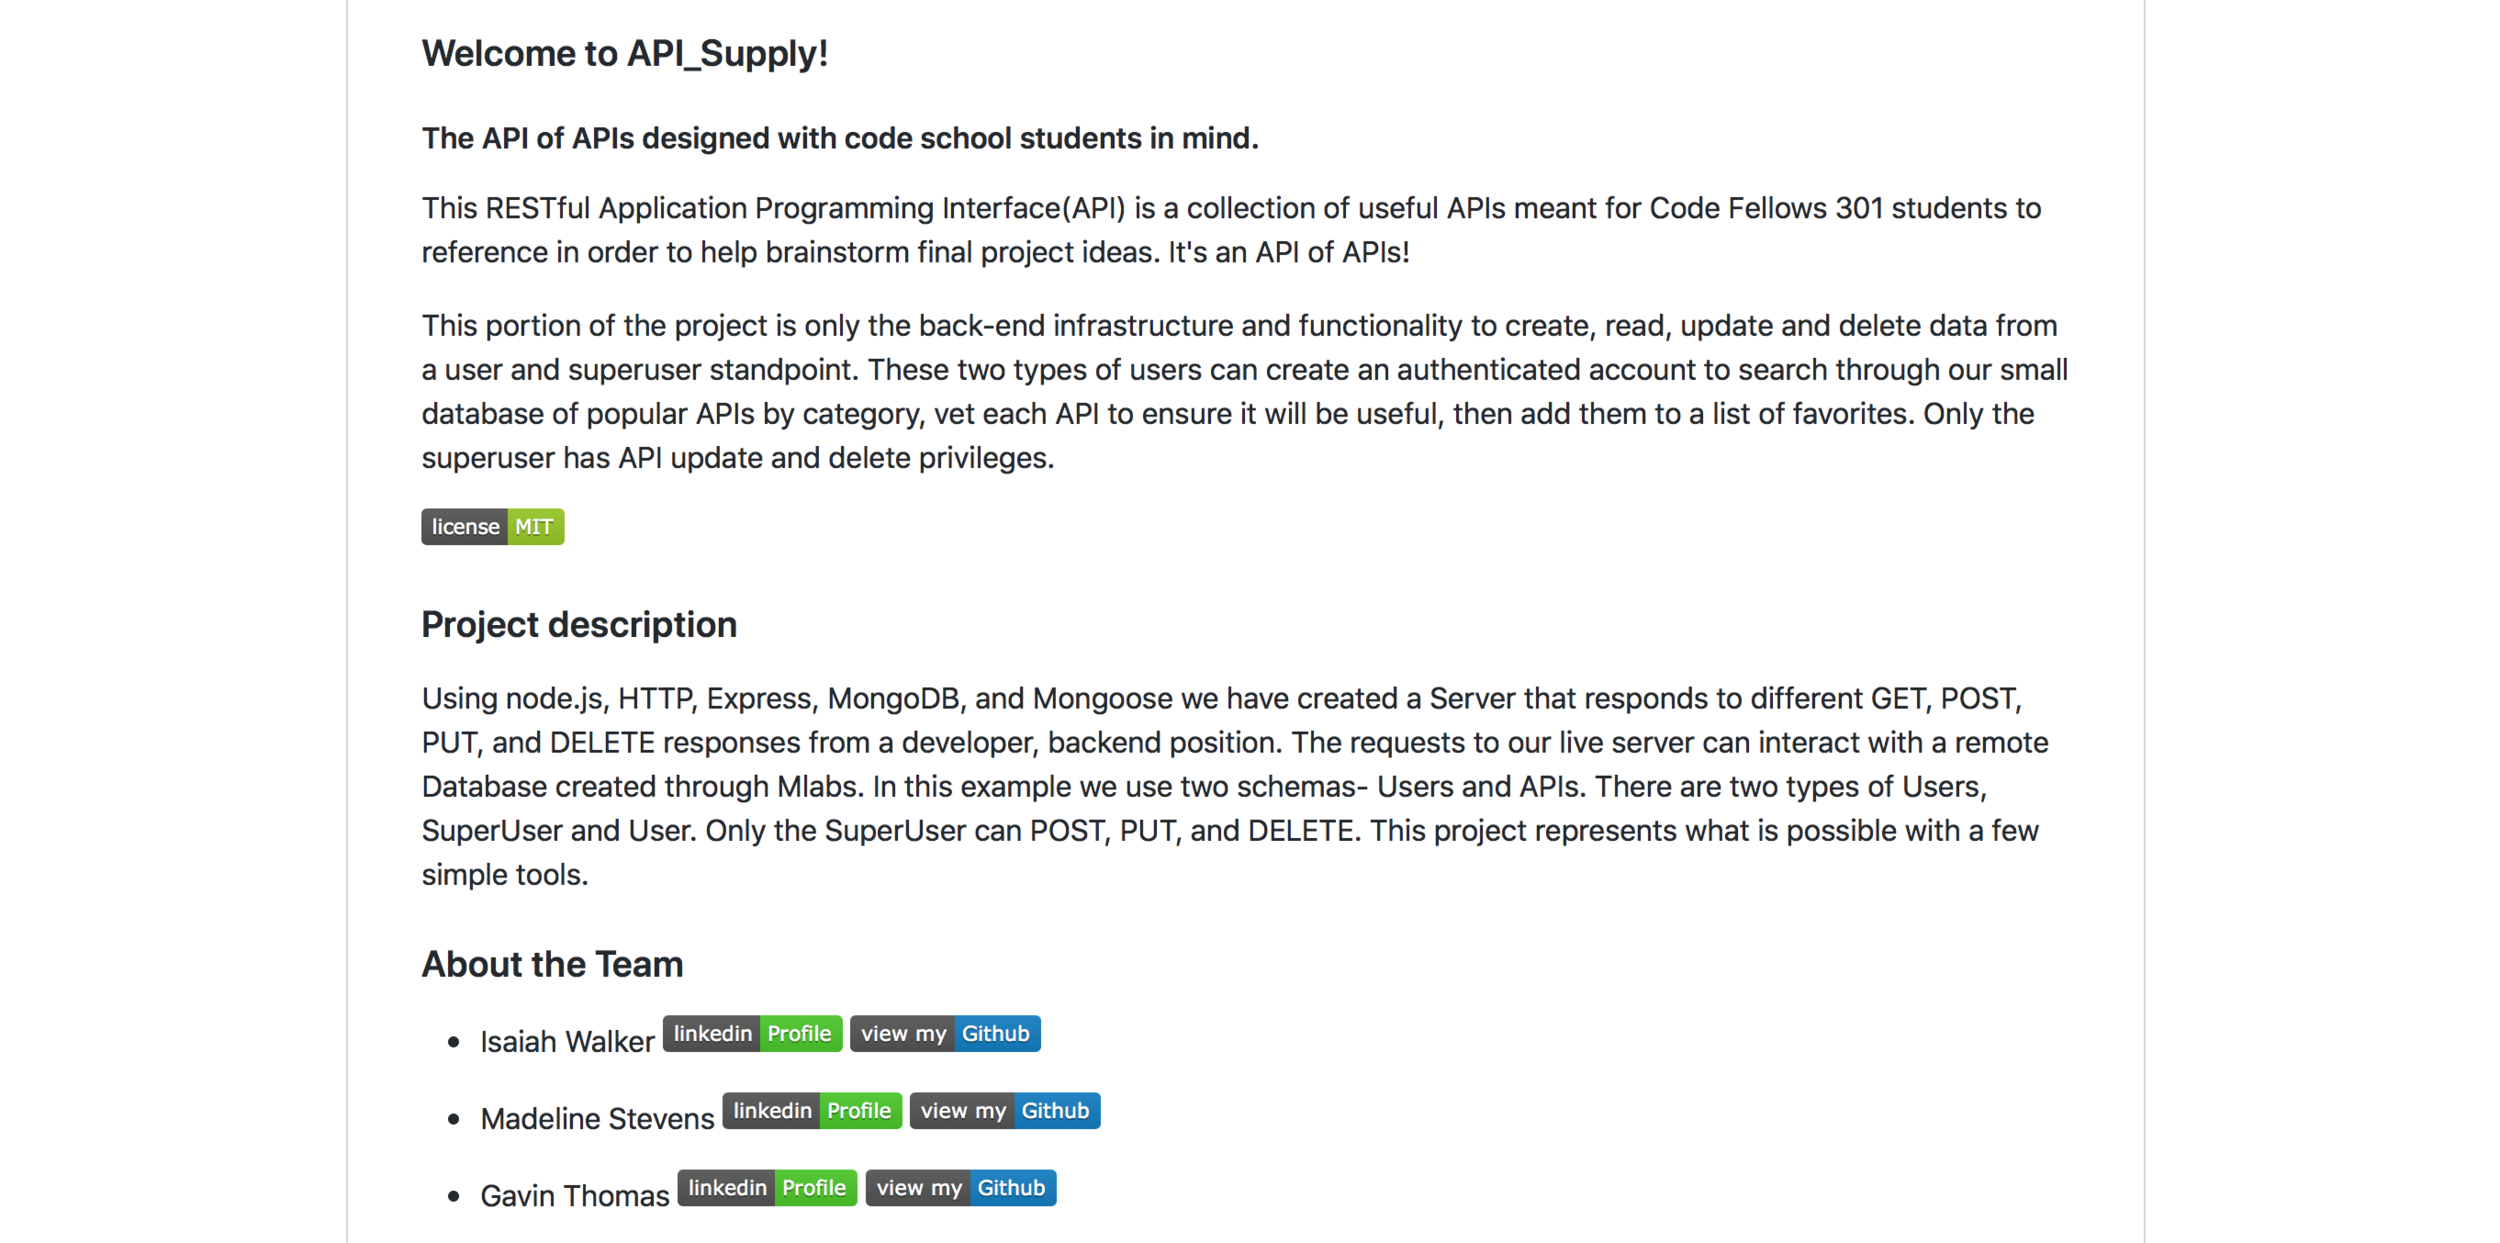 Welcome to API_Supply!
The API of APIs designed with code school students in mind.
This RESTful Application Programming Interface(API) is a collection of useful APIs meant for Code Fellows 301 students to
reference in order to help brainstorm final project ideas. It's an API of APIs!
This portion of the project is only the back-end infrastructure and functionality to create, read, update and delete data from
a user and superuser standpoint. These two types of users can create an authenticated account to search through our small
database of popular APIs by category, vet each API to ensure it will be useful, then add them to a list of favorites. Only the
superuser has API update and delete privileges.
license MIT
Project description
Using node.js, HTTP, Express, MongoDB, and Mongoose we have created a Server that responds to different GET, POST,
PUT, and DELETE responses from a developer, backend position. The requests to our live server can interact with a remote
Database created through Mlabs. In this example we use two schemas- Users and APIs. There are two types of Users,
SuperUser and User. Only the SuperUser can POST, PUT, and DELETE. This project represents what is possible with a few
simple tools.
About the Team
• Isaiah Walker linkedin Profile view my Github
• Madeline Stevens linkedin Profile view my Github
• Gavin Thomas linkedin Profile view my Github